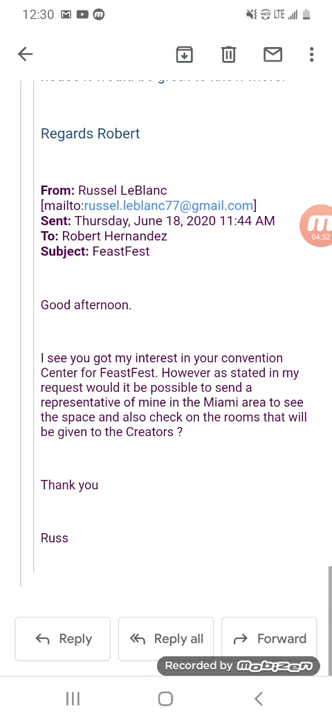 12:30
LTE
Regards Robert
From: Russel LeBlanc
[mailto:russel.leblanc77@gmail.com]
Sent: Thursday, June 18, 2020 11:44 AM
To: Robert Hernandez
Subject: FeastFest
04:52
Good afternoon.
I see you got my interest in your convention
Center for FeastFest. However as stated in my
request would it be possible to send a
representative of mine in the Miami area to see
the space and also check on the rooms that will
be given to the Creators ?
Thank you
Russ
Reply
Reply all
Forward
Recorded by mobizen